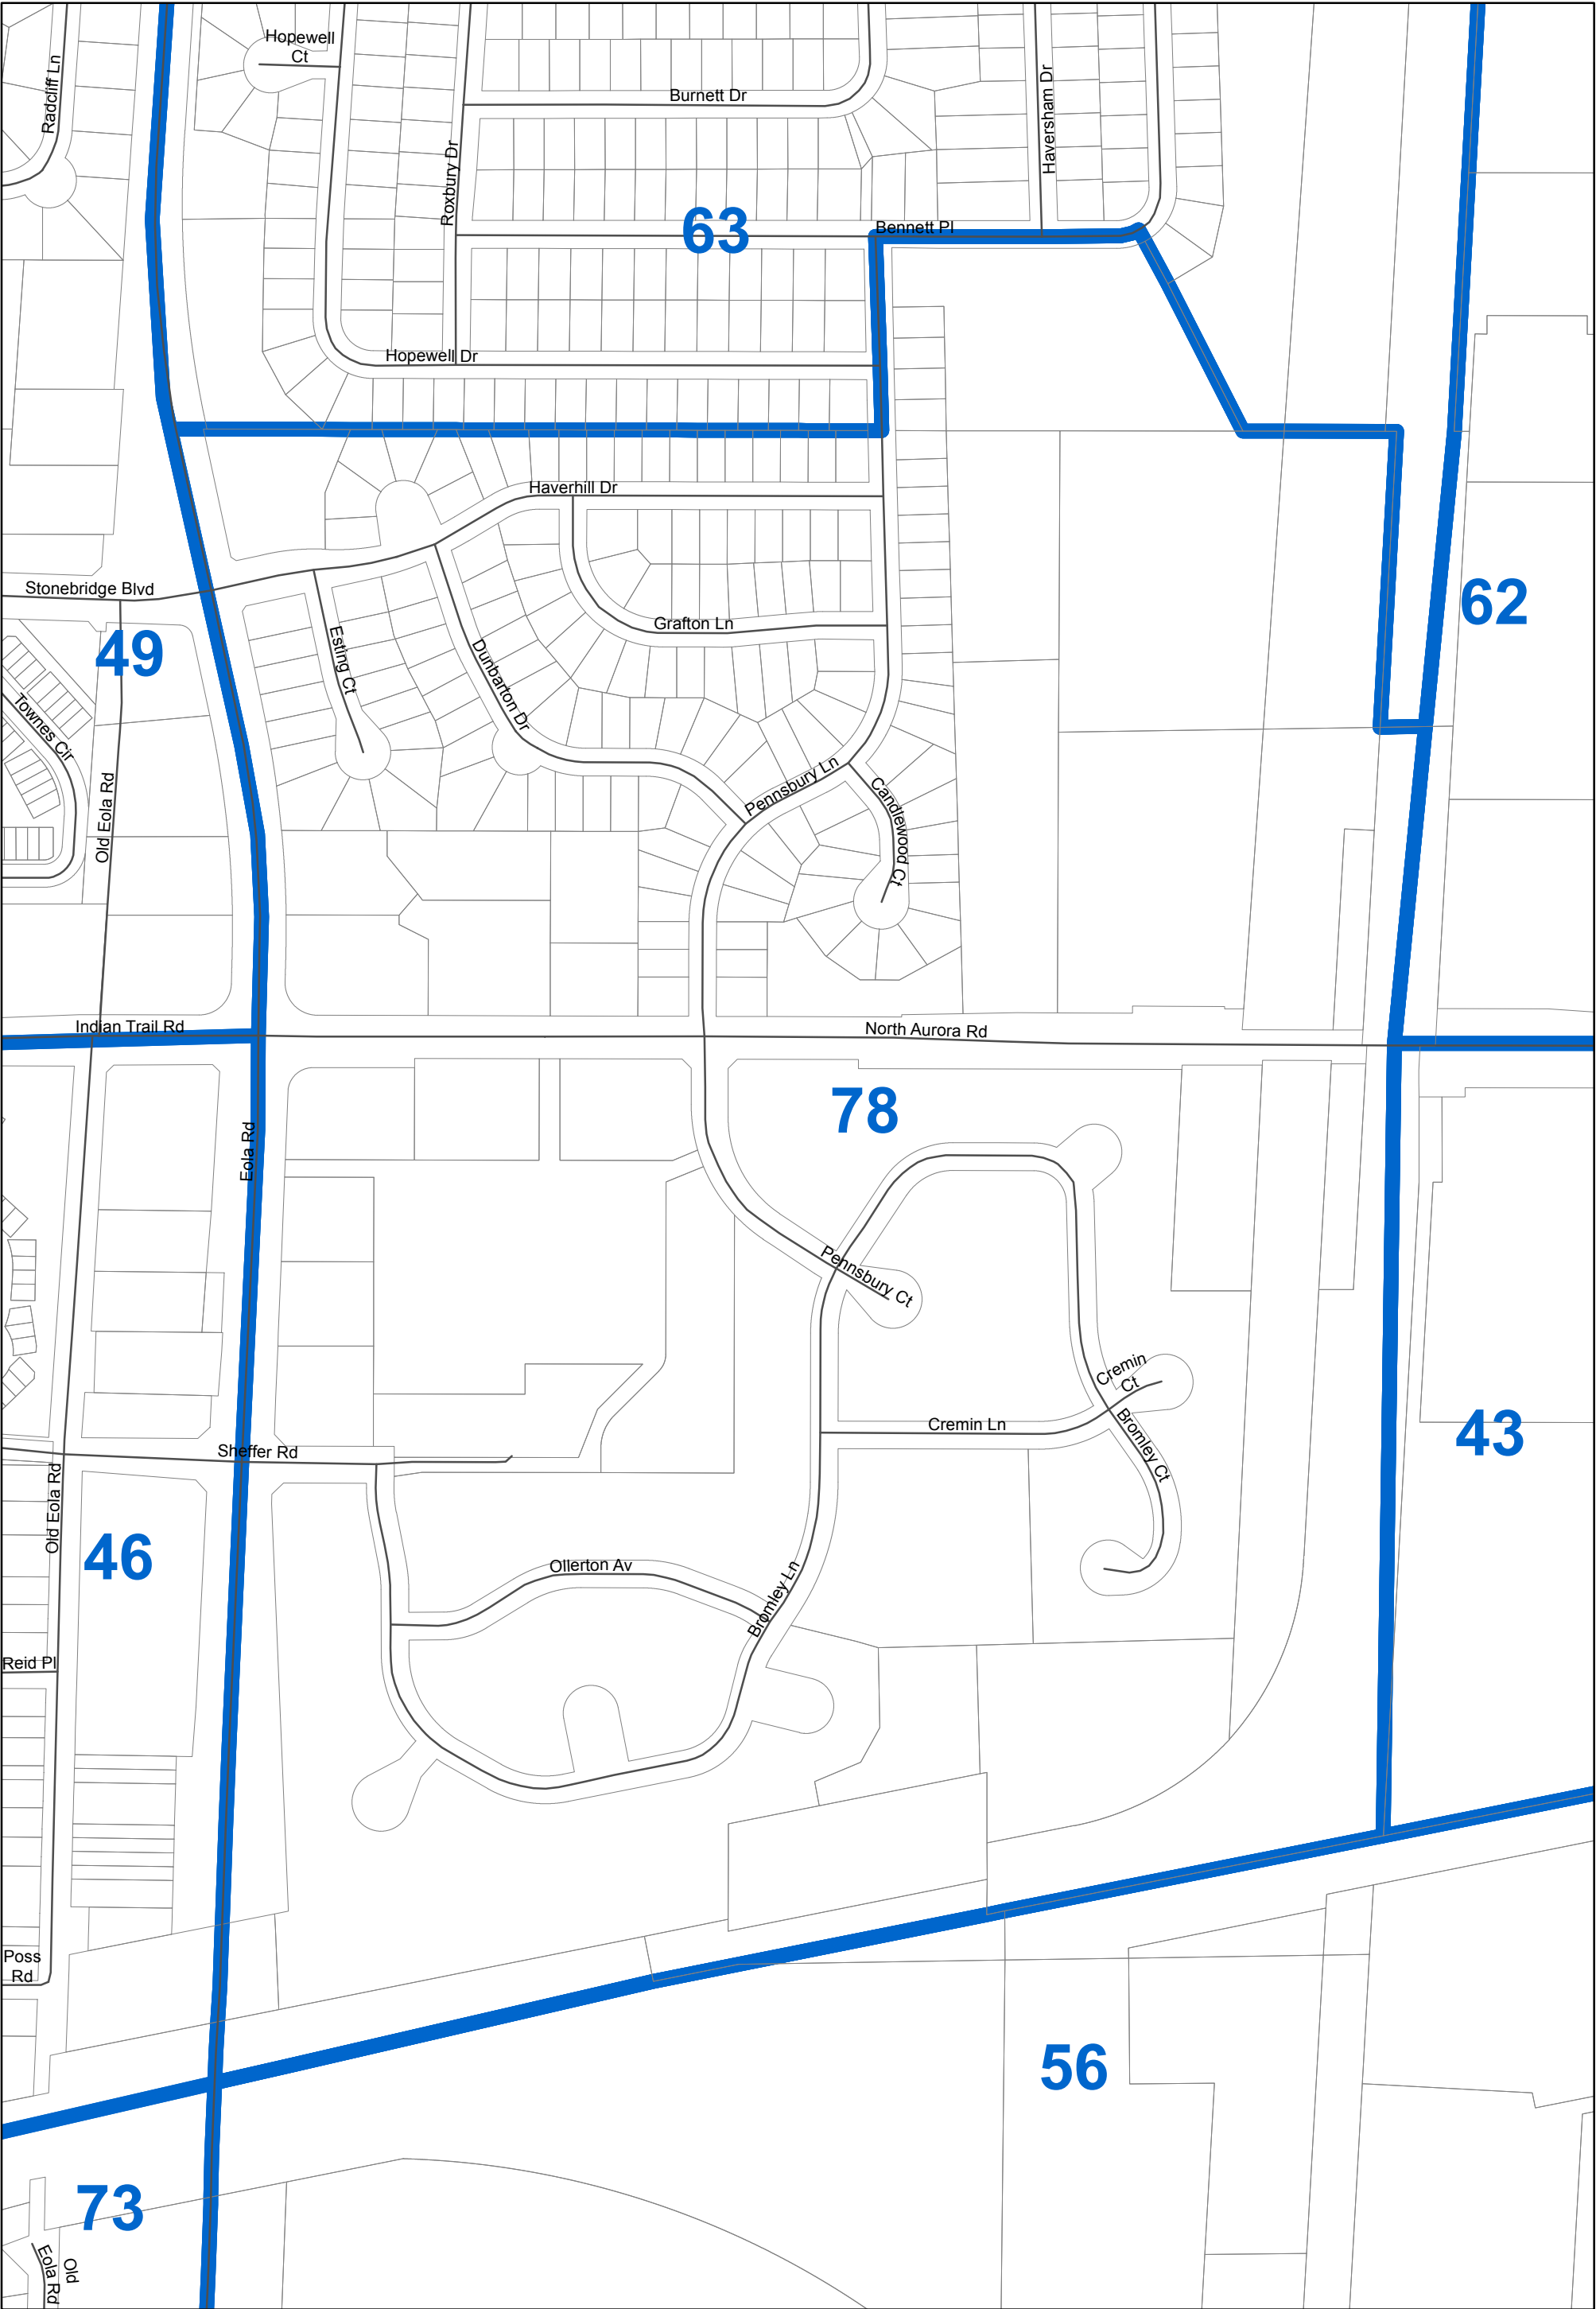 Hopewell
Ct
Radcliff Ln
Burnett Dr
Haversham Dr
Roxbury Dr
63
Bennett Pl
Hopewell Dr
Haverhill Dr
Stonebridge Blvd
62
49
Esting Ct
Grafton Ln
Dunbarton Dr
Townes Cir
Pennsbury Ln
Candlewood Ct
Old Eola Rd
Indian Trail Rd
North Aurora Rd
78
Eola Rd
Pennsbury Ct
Cremin
Ct
Cremin Ln
Bromley Ct
43
Sheffer Rd
Old Eola Rd
46
Ollerton Av
Bromley Ln
Reid Pl
Poss
Rd
56
73
Old
Eola Rd